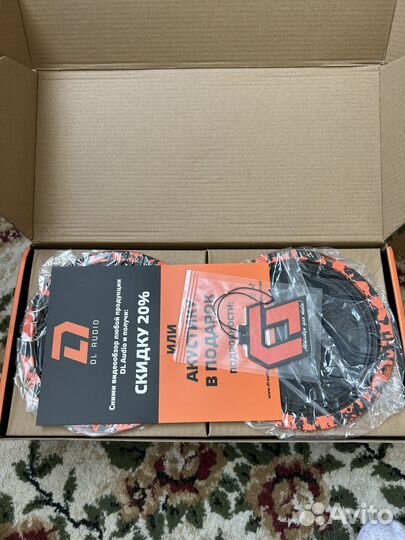 DL AUDIO
Сними видеообзор любой продукции
DL Audio и получи:
СКИДКУ 20%
ИЛИ
АКУСТИКУ
В ПОДАРОК
ПОДРОБНОСТИ:
Avito